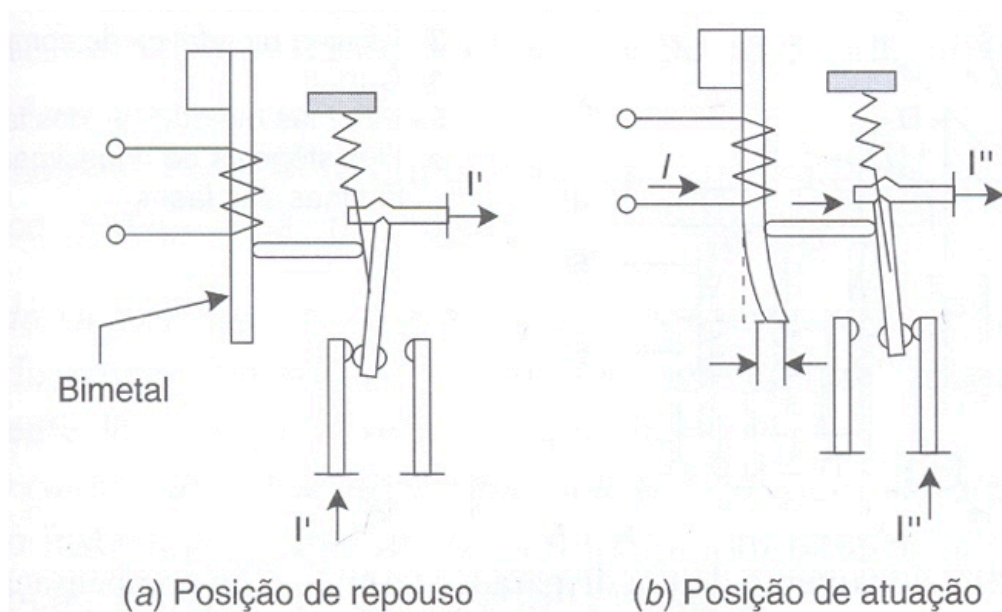 I'
Bimetal
I'
(a) Posição de repouso
I
I''
I''
(b) Posição de atuação